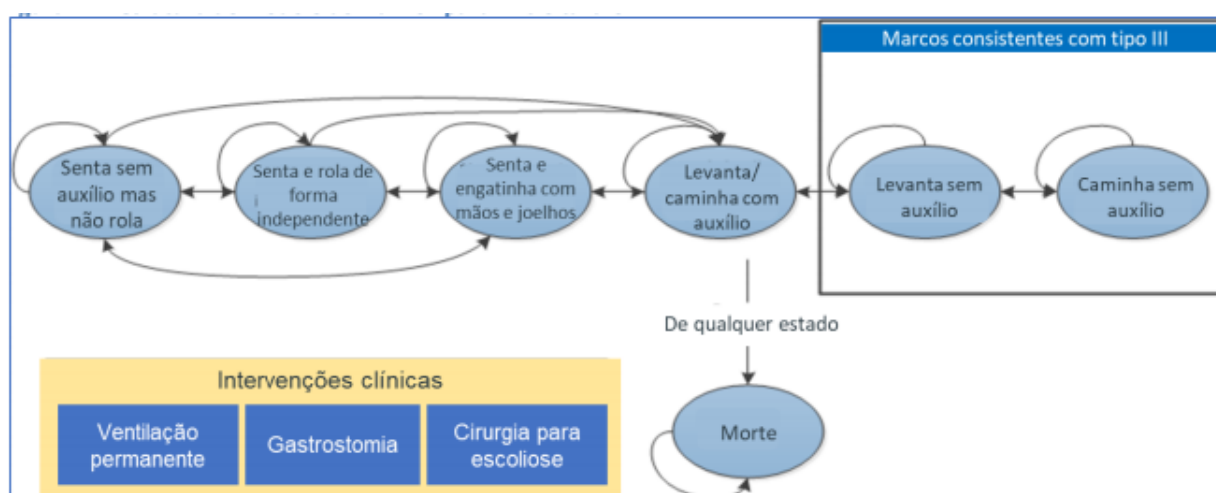 Marcos consistentes com tipo III
Senta sem
auxílio mas
não rola
Senta e rola de
forma
independente
Senta e
engatinha com
mãos e joelhos
Levanta/
caminha com
auxílio
Levanta sem
auxílio
Caminha sem
auxílio
De qualquer estado
Morte
Intervenções clínicas
Ventilação
permanente
Gastrostomia
Cirurgia para
escoliose